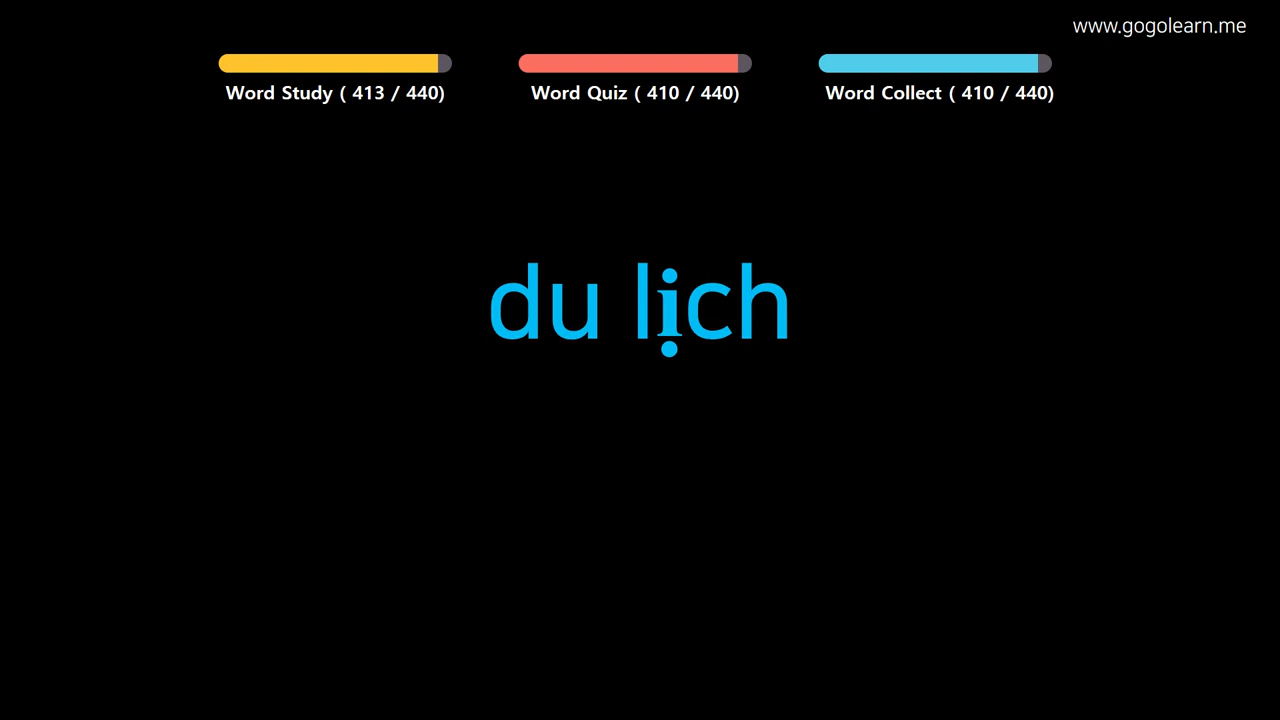 www.gogolearn.me
Word Study ( 413 / 440)
Word Quiz ( 410 / 440)
Word Collect ( 410 / 440)
du lịch